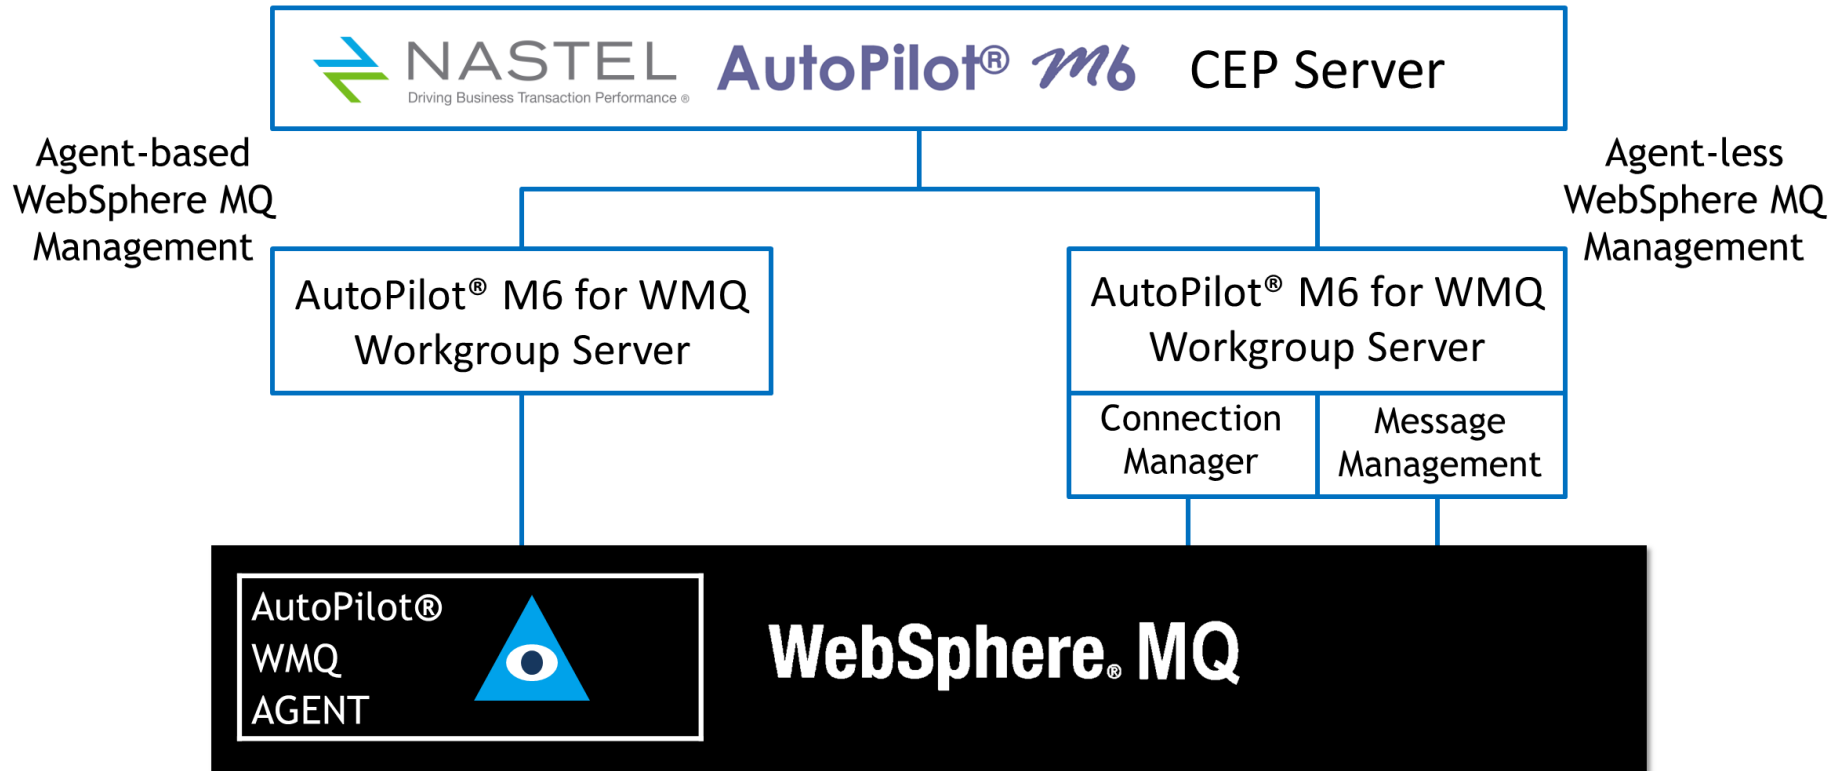 NASTEL
Driving Business Transaction Performance ®
AutoPilot® M6 CEP Server
Agent-based
WebSphere MQ
Management
Agent-less
WebSphere MQ
Management
AutoPilot® M6 for WMQ
Workgroup Server
AutoPilot® M6 for WMQ
Workgroup Server
Connection
Manager
Message
Management
AutoPilot®
WMQ
AGENT
WebSphere® MQ